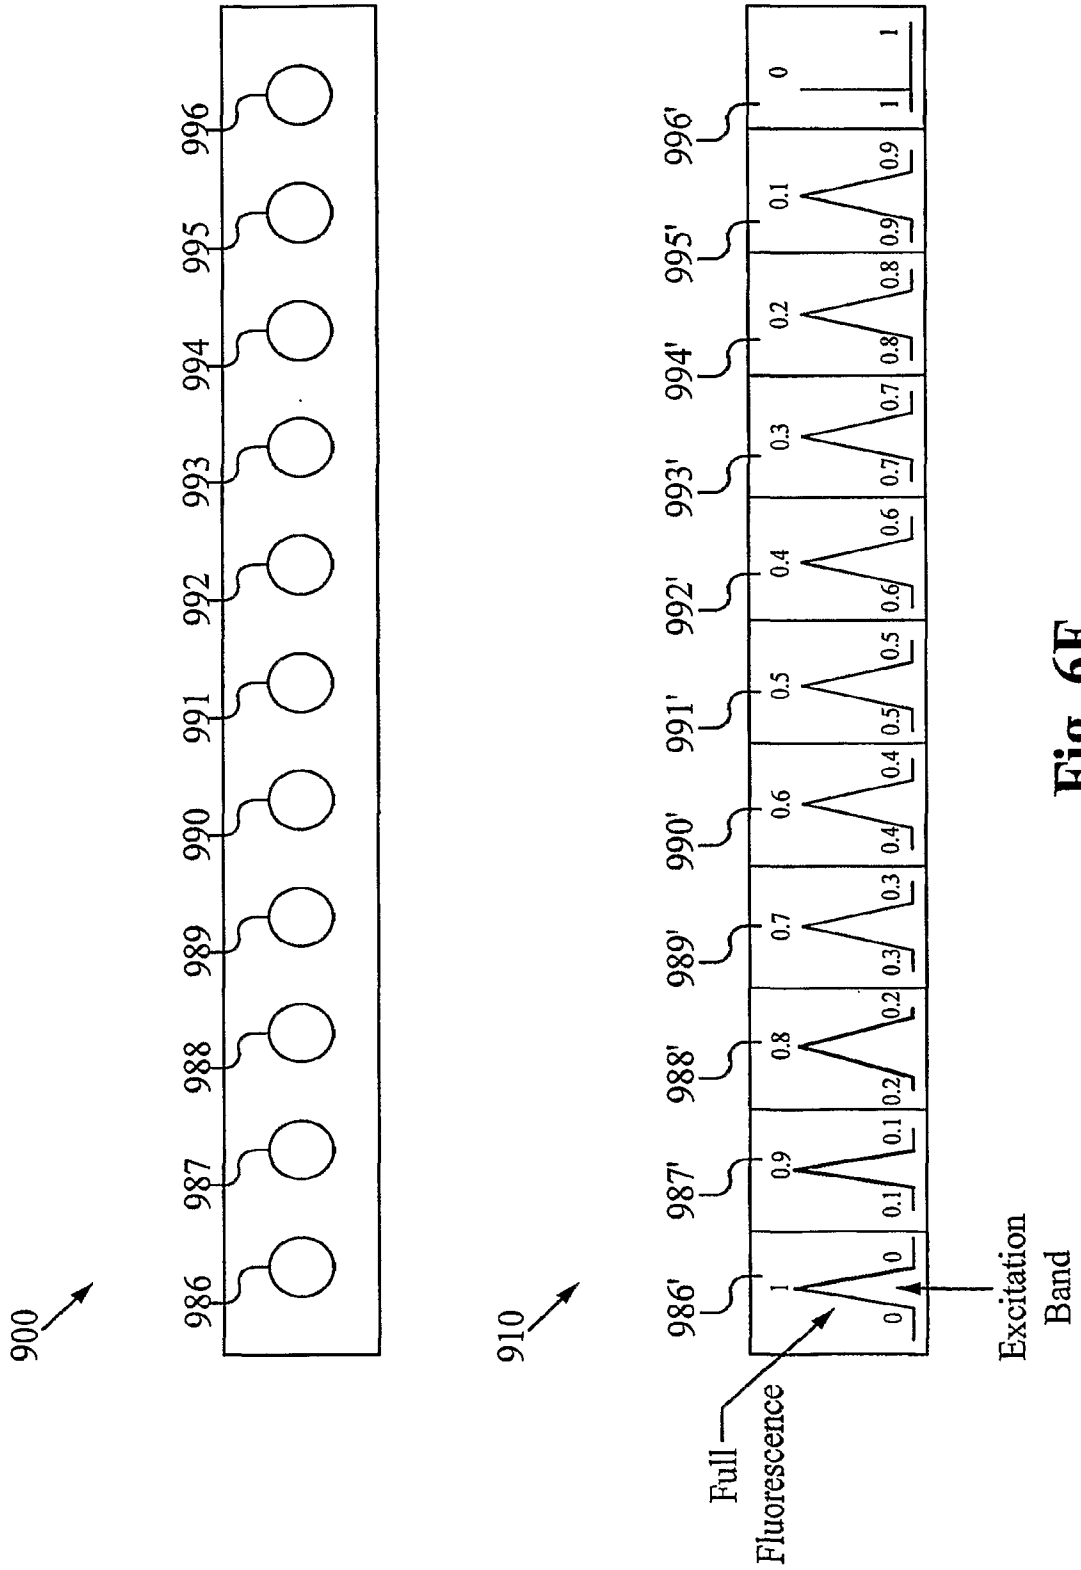 900
986 987 988 989 990 991 992 993 994 995 996
910
986' 987' 988' 989' 990' 991' 992' 993' 994' 995' 996'
1 0.9 0.8 0.7 0.6 0.5 0.4 0.3 0.2 0.1 0
0 0 0.1 0.1 0.2 0.2 0.3 0.3 0.4 0.4 0.5 0.5 0.6 0.6 0.7 0.7 0.8 0.8 0.9 0.9 1 1
Full
Fluorescence
Excitation
Band